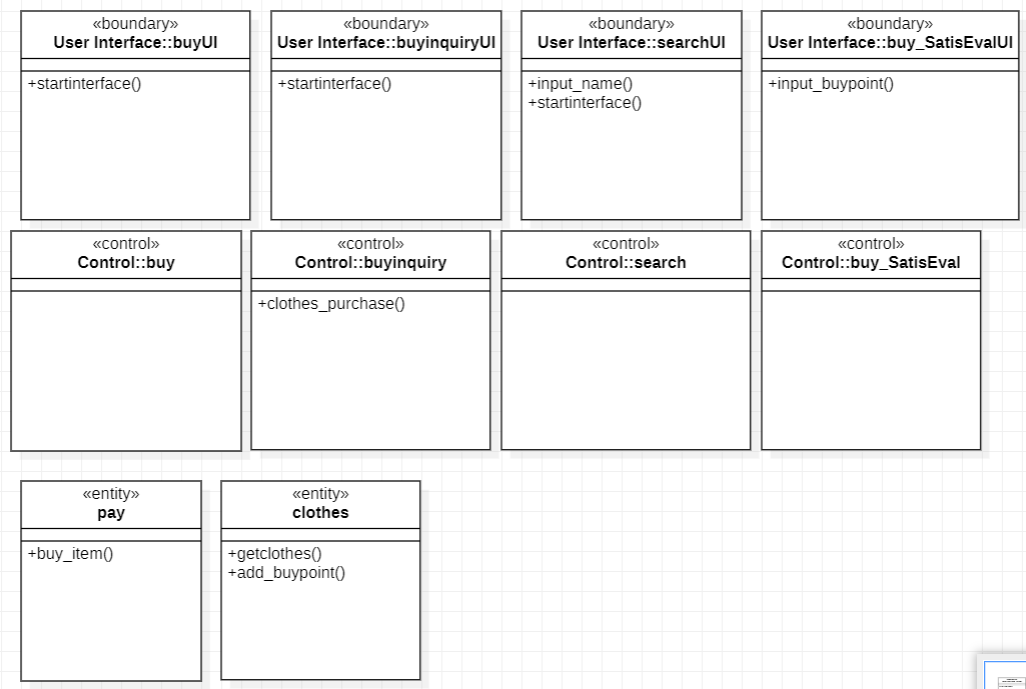 «boundary»
User Interface::buyUI
+startinterface()
«boundary»
User Interface::buyinquiryUI
+startinterface()
«boundary»
User Interface::searchUI
+input_name()
+startinterface()
«boundary»
User Interface::buy_SatisEvalUI
+input_buypoint()
«control»
Control::buy
«control»
Control::buyinquiry
+clothes_purchase()
«control»
Control::search
«control»
Control::buy_SatisEval
«entity»
pay
+buy_item()
«entity»
clothes
+getclothes()
+add_buypoint()